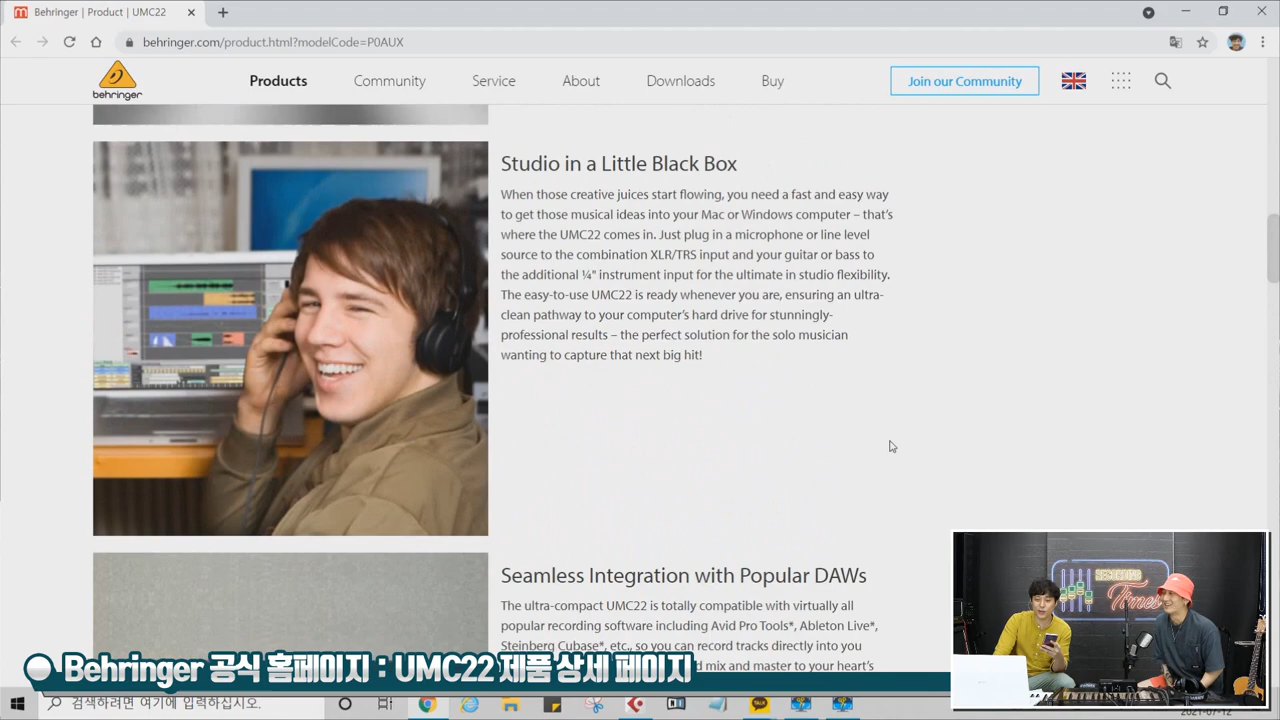 Behringer | Product | UMC22
behringer.com/product.html?modelCode=P0AUX
behringer
Products
Community
Service
About
Downloads
Buy
Join our Community
Studio in a Little Black Box
When those creative juices start flowing, you need a fast and easy way
to get those musical ideas into your Mac or Windows computer – that's
where the UMC22 comes in. Just plug in a microphone or line level
source to the combination XLR/TRS input and your guitar or bass to
the additional ¼" instrument input for the ultimate in studio flexibility.
The easy-to-use UMC22 is ready whenever you are, ensuring an ultra-
clean pathway to your computer's hard drive for stunningly-
professional results – the perfect solution for the solo musician
wanting to capture that next big hit!
Seamless Integration with Popular DAWs
The ultra-compact UMC22 is totally compatible with virtually all
popular recording software including Avid Pro Tools*, Ableton Live*,
Steinberg Cubase*, etc., so you can record tracks directly into you
d mix and master to your heart's
Times
Behringer 공식 홈페이지 : UMC22 제품 상세 페이지
검색하려면 여기에 입력하십시오.
TALK
2021-07-12